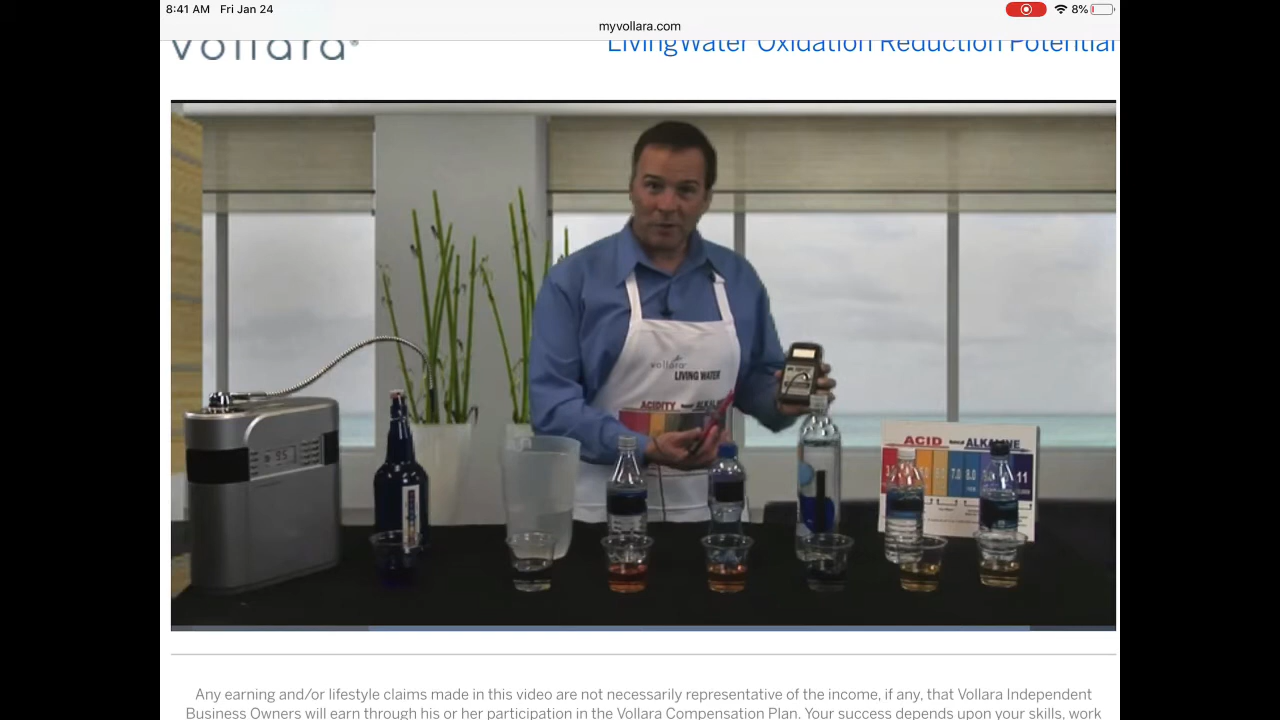 8:41 AM Fri Jan 24
8%
myvollara.com
vollara®
LivingWater Oxidation Reduction Potential
vollara
LIVING WATER
ACIDITY
9.5
ACID ALKALINE
7.0 8.0 11
Any earning and/or lifestyle claims made in this video are not necessarily representative of the income, if any, that Vollara Independent
Business Owners will earn through his or her participation in the Vollara Compensation Plan. Your success depends upon your skills, work